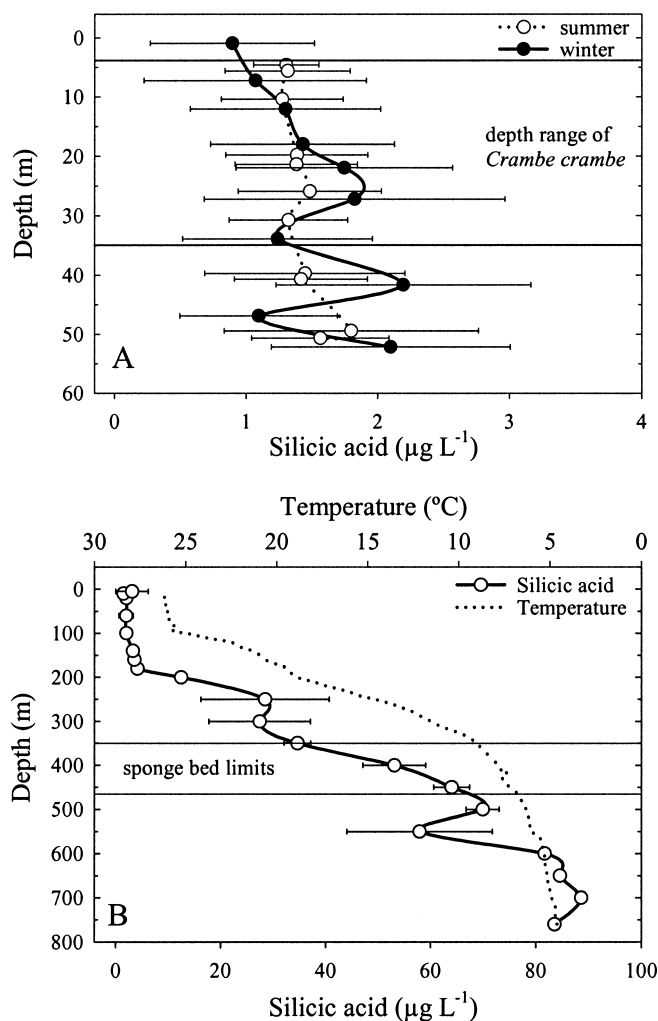 summer
winter
0
10
20
30
40
50
60
Depth (m)
depth range of
Crambe crambe
A
0 1 2 3 4
Silicic acid (µg L-1)
Temperature (ºC)
30 25 20 15 10 5 0
Silicic acid
Temperature
0
100
200
300
400
500
600
700
800
Depth (m)
sponge bed limits
B
0 20 40 60 80 100
Silicic acid (µg L-1)